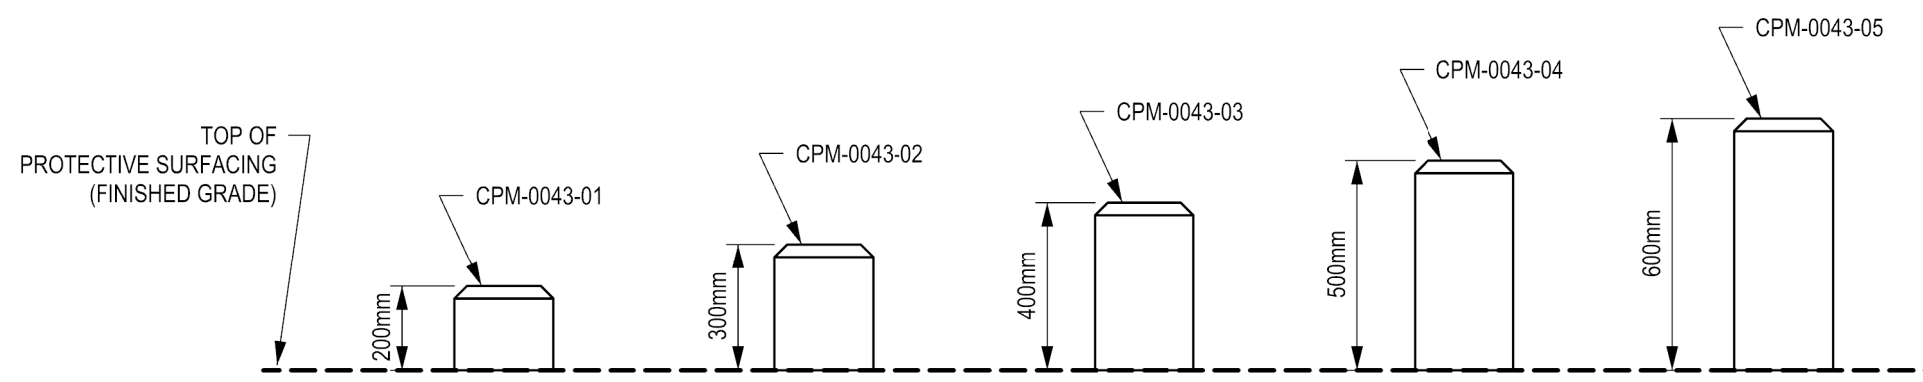 TOP OF
PROTECTIVE SURFACING
(FINISHED GRADE)
CPM-0043-01
200mm
CPM-0043-02
300mm
CPM-0043-03
400mm
CPM-0043-04
500mm
CPM-0043-05
600mm